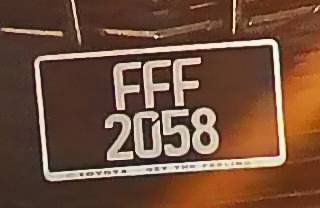 FFF
2058
TOYOTA GET THE FEELING